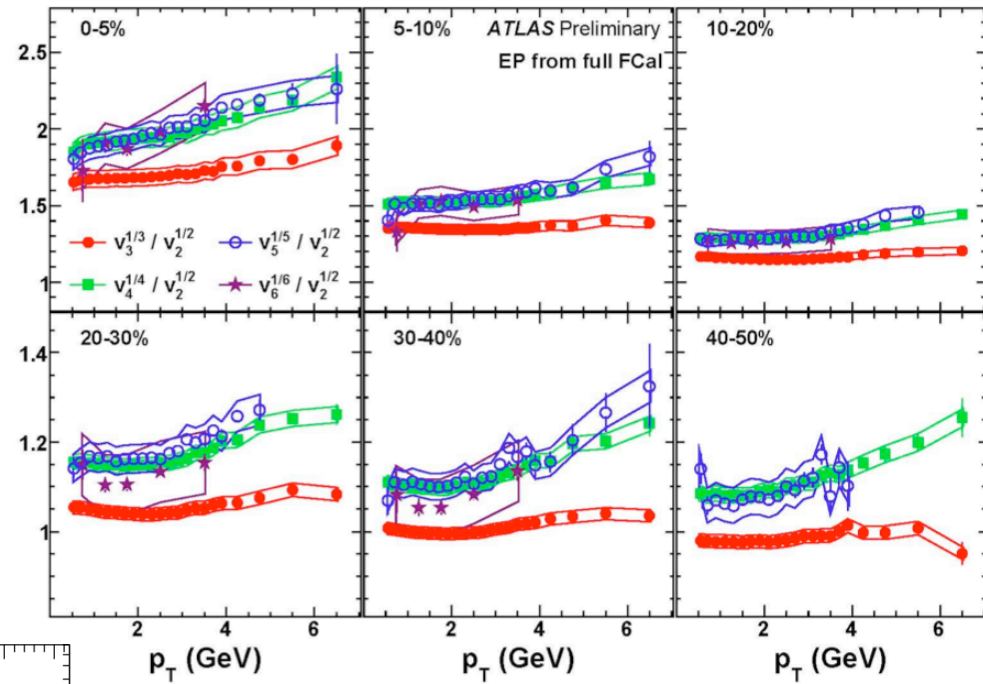 0-5%
5-10%
ATLAS Preliminary
EP from full FCal
10-20%
2.5
2
1.5
1
v₃^1/3 / v₂^1/2
v₅^1/5 / v₂^1/2
v₄^1/4 / v₂^1/2
v₆^1/6 / v₂^1/2
20-30%
30-40%
40-50%
1.4
1.2
1
2 4 6
2 4 6
2 4 6
p_T (GeV)
p_T (GeV)
p_T (GeV)